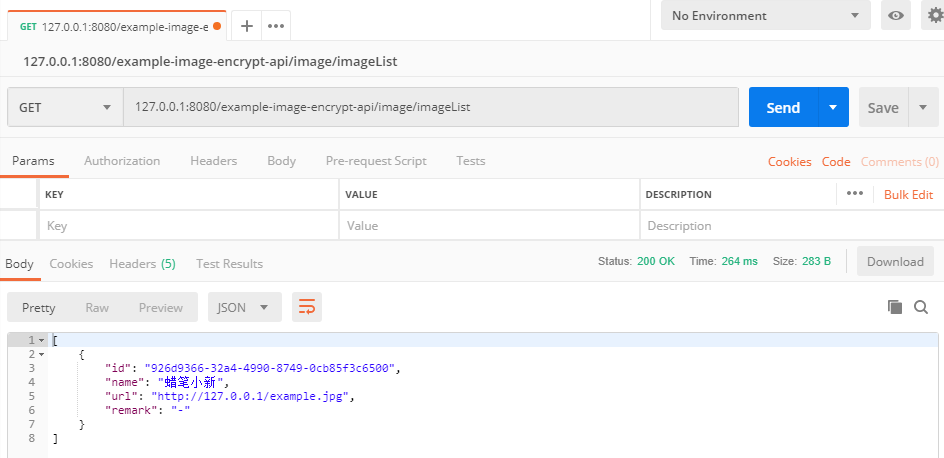 GET 127.0.0.1:8080/example-image-e
No Environment
127.0.0.1:8080/example-image-encrypt-api/image/imageList
GET 127.0.0.1:8080/example-image-encrypt-api/image/imageList Send Save
Params Authorization Headers Body Pre-request Script Tests Cookies Code Comments (0)
KEY VALUE DESCRIPTION Bulk Edit
Key Value Description
Body Cookies Headers (5) Test Results Status: 200 OK Time: 264 ms Size: 283 B Download
Pretty Raw Preview JSON
1 [
2 {
3 "id": "926d9366-32a4-4990-8749-0cb85f3c6500",
4 "name": "蜡笔小新",
5 "url": "http://127.0.0.1/example.jpg",
6 "remark": "-"
7 }
8 ]